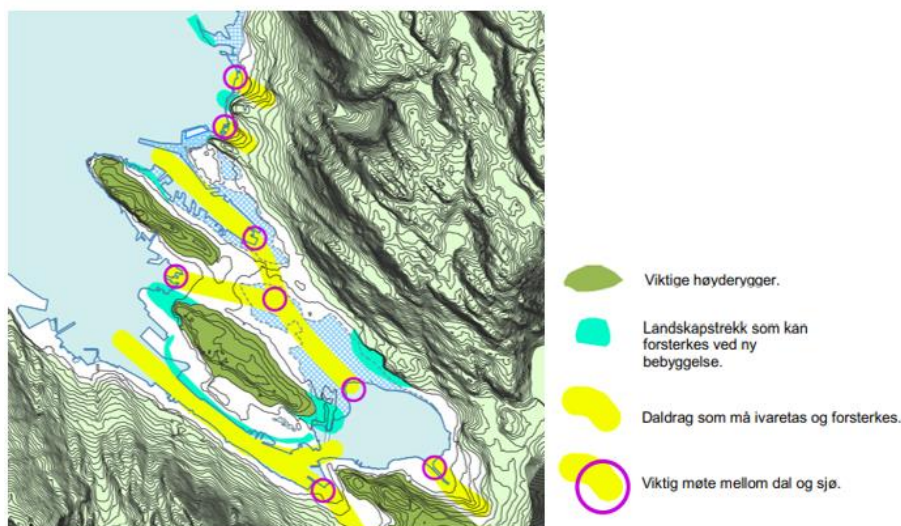 Viktige høyderygger.
Landskapstrekk som kan
forsterkes ved ny
bebyggelse.
Daldrag som må ivaretas og forsterkes.
Viktig møte mellom dal og sjø.